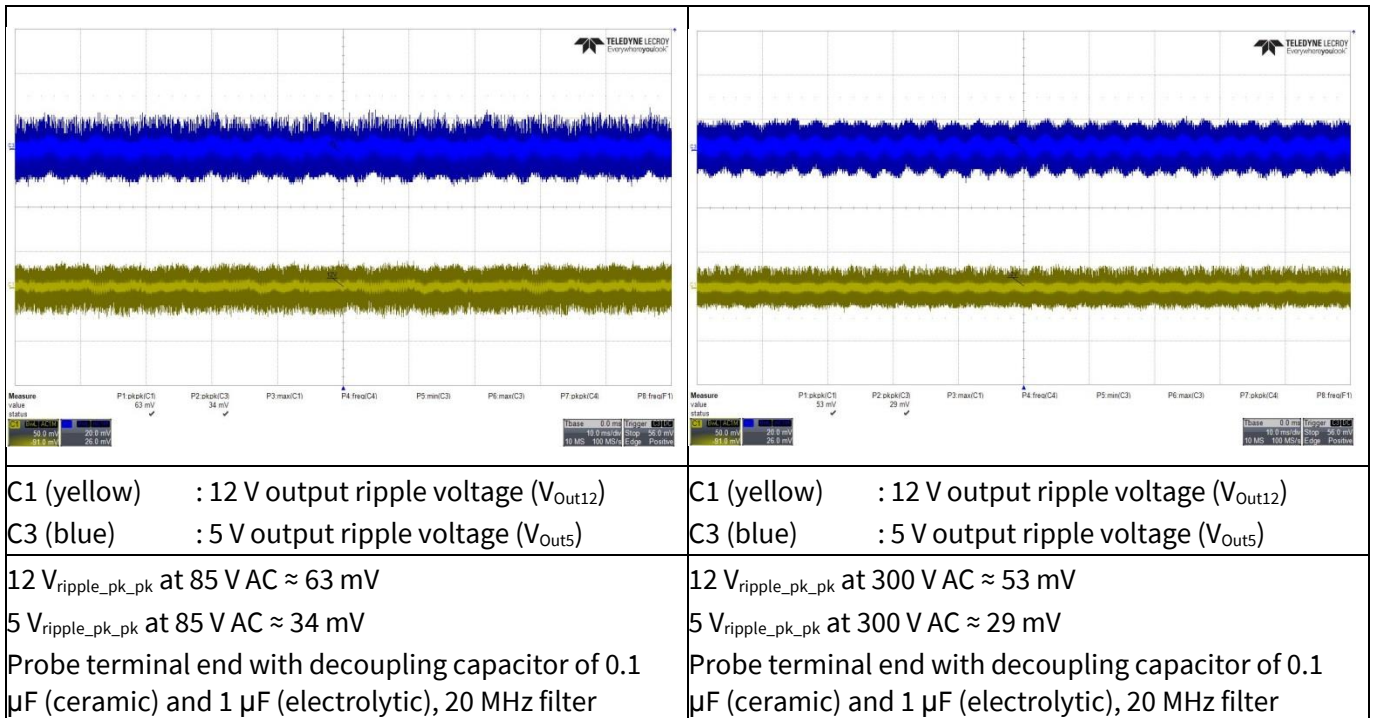 TELEDYNE LECROY
Everywhereyoulook™
Measure P1:pkpk(C1) P2:pkpk(C3) P3:max(C1) P4:freq(C4) P5:min(C3) P6:max(C3) P7:pkpk(C4) P8:freq(F1)
value 63 mV 34 mV
status ✓ ✓
C1
50.0 mV 20.0 mV
-81.0 mV 26.0 mV
Tbase 0.0 ms Trigger C3 DC
10.0 ms/div Stop 56.0 mV
10 MS 100 MS/s Edge Positive
TELEDYNE LECROY
Everywhereyoulook™
Measure P1:pkpk(C1) P2:pkpk(C3) P3:max(C1) P4:freq(C4) P5:min(C3) P6:max(C3) P7:pkpk(C4) P8:freq(F1)
value 53 mV 29 mV
status ✓ ✓
C1
50.0 mV 20.0 mV
-81.0 mV 26.0 mV
Tbase 0.0 ms Trigger C3 DC
10.0 ms/div Stop 56.0 mV
10 MS 100 MS/s Edge Positive
C1 (yellow) : 12 V output ripple voltage (VOut12)
C3 (blue) : 5 V output ripple voltage (VOut5)
C1 (yellow) : 12 V output ripple voltage (VOut12)
C3 (blue) : 5 V output ripple voltage (VOut5)
12 Vripple_pk_pk at 85 V AC ≈ 63 mV
5 Vripple_pk_pk at 85 V AC ≈ 34 mV
Probe terminal end with decoupling capacitor of 0.1
µF (ceramic) and 1 µF (electrolytic), 20 MHz filter
12 Vripple_pk_pk at 300 V AC ≈ 53 mV
5 Vripple_pk_pk at 300 V AC ≈ 29 mV
Probe terminal end with decoupling capacitor of 0.1
µF (ceramic) and 1 µF (electrolytic), 20 MHz filter